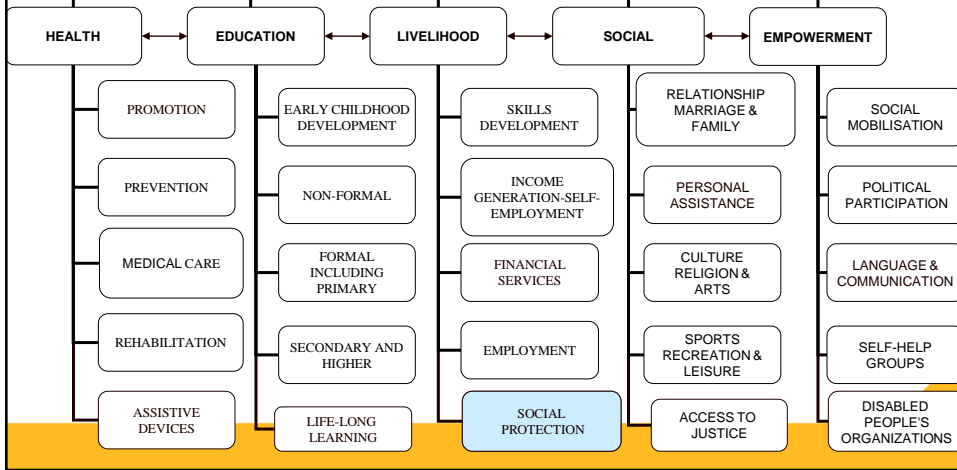 HEALTH
EDUCATION
LIVELIHOOD
SOCIAL
EMPOWERMENT
PROMOTION
PREVENTION
MEDICAL CARE
REHABILITATION
ASSISTIVE
DEVICES
EARLY CHILDHOOD
DEVELOPMENT
NON-FORMAL
FORMAL
INCLUDING
PRIMARY
SECONDARY AND
HIGHER
LIFE-LONG
LEARNING
SKILLS
DEVELOPMENT
INCOME
GENERATION-SELF-
EMPLOYMENT
FINANCIAL
SERVICES
EMPLOYMENT
SOCIAL
PROTECTION
RELATIONSHIP
MARRIAGE &
FAMILY
PERSONAL
ASSISTANCE
CULTURE
RELIGION &
ARTS
SPORTS
RECREATION &
LEISURE
ACCESS TO
JUSTICE
SOCIAL
MOBILISATION
POLITICAL
PARTICIPATION
LANGUAGE &
COMMUNICATION
SELF-HELP
GROUPS
DISABLED
PEOPLE'S
ORGANIZATIONS